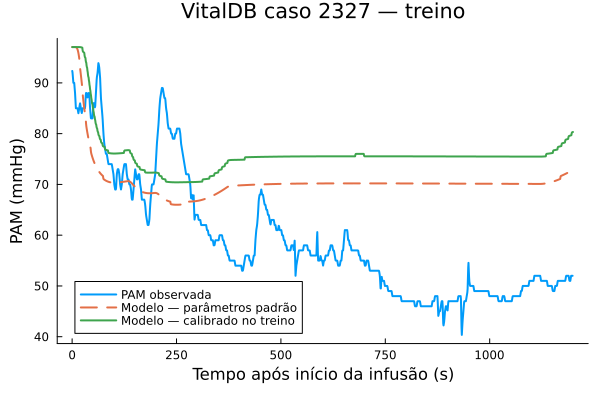 VitalDB caso 2327 — treino
PAM (mmHg)
90
80
70
60
50
40
PAM observada
Modelo — parâmetros padrão
Modelo — calibrado no treino
0
250
500
750
1000
Tempo após início da infusão (s)